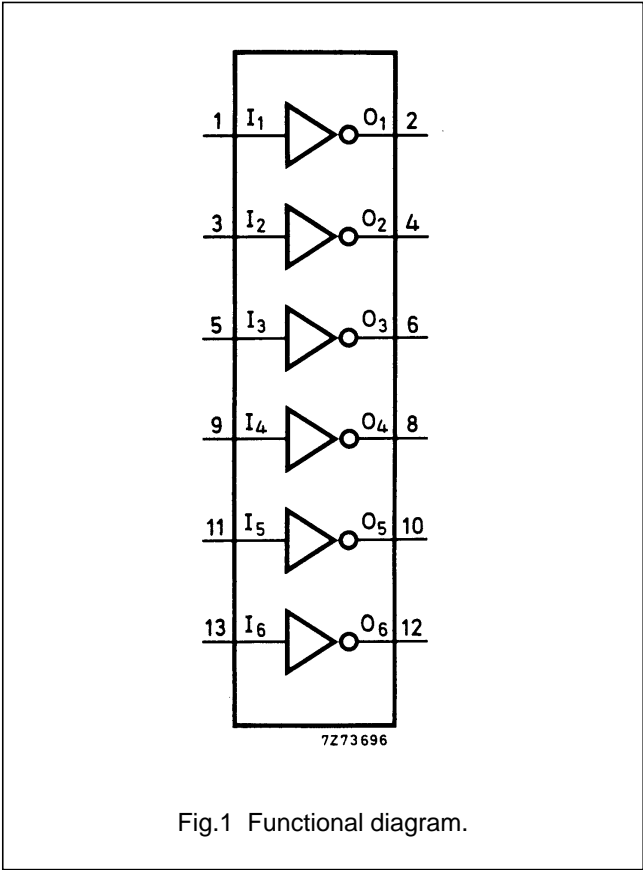 1 I1 O1 2
3 I2 O2 4
5 I3 O3 6
9 I4 O4 8
11 I5 O5 10
13 I6 O6 12
7Z73696
Fig.1 Functional diagram.